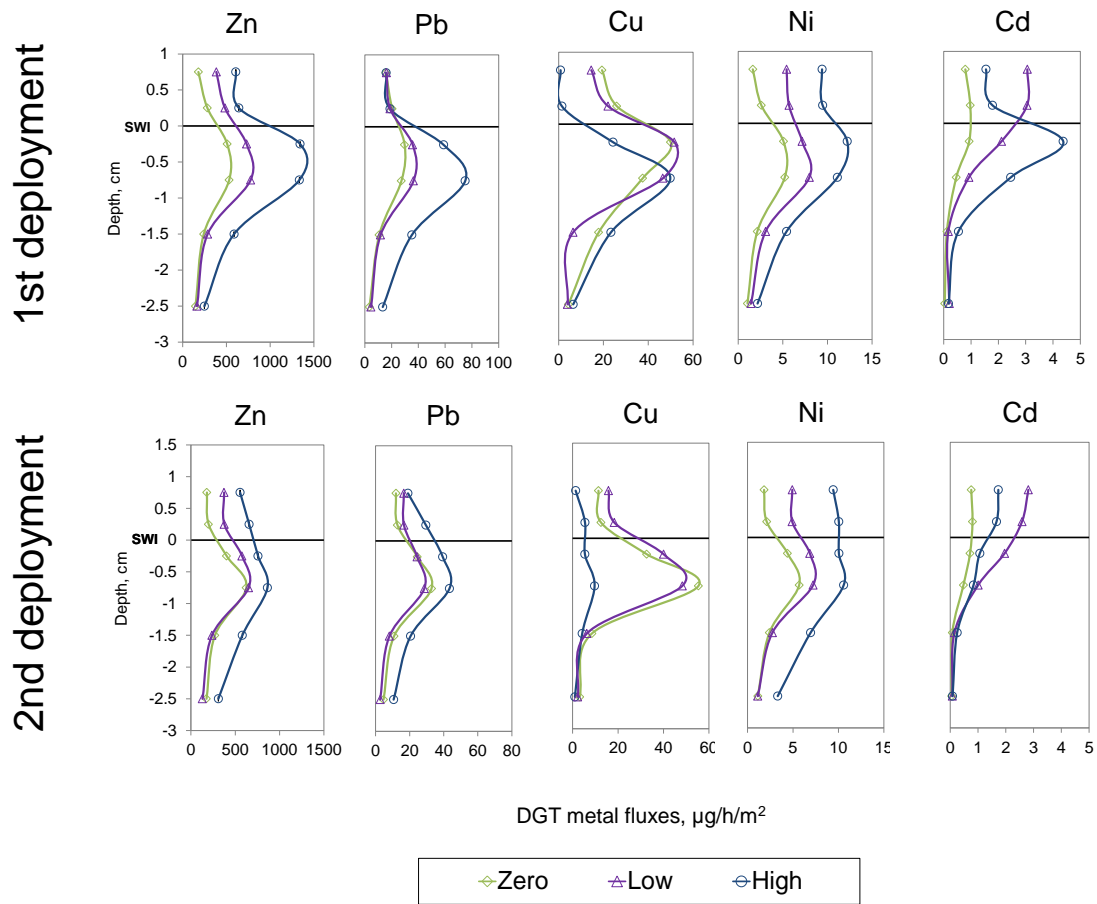 1st deployment
Zn Pb Cu Ni Cd
Depth, cm
1
0.5
SWI 0
-0.5
-1
-1.5
-2
-2.5
-3
0 500 1000 1500
0 20 40 60 80 100
0 20 40 60
0 5 10 15
0 1 2 3 4 5
2nd deployment
Zn Pb Cu Ni Cd
Depth, cm
1.5
1
0.5
SWI 0
-0.5
-1
-1.5
-2
-2.5
-3
0 500 1000 1500
0 20 40 60 80
0 20 40 60
0 5 10 15
0 1 2 3 4 5
DGT metal fluxes, µg/h/m²
Zero Low High